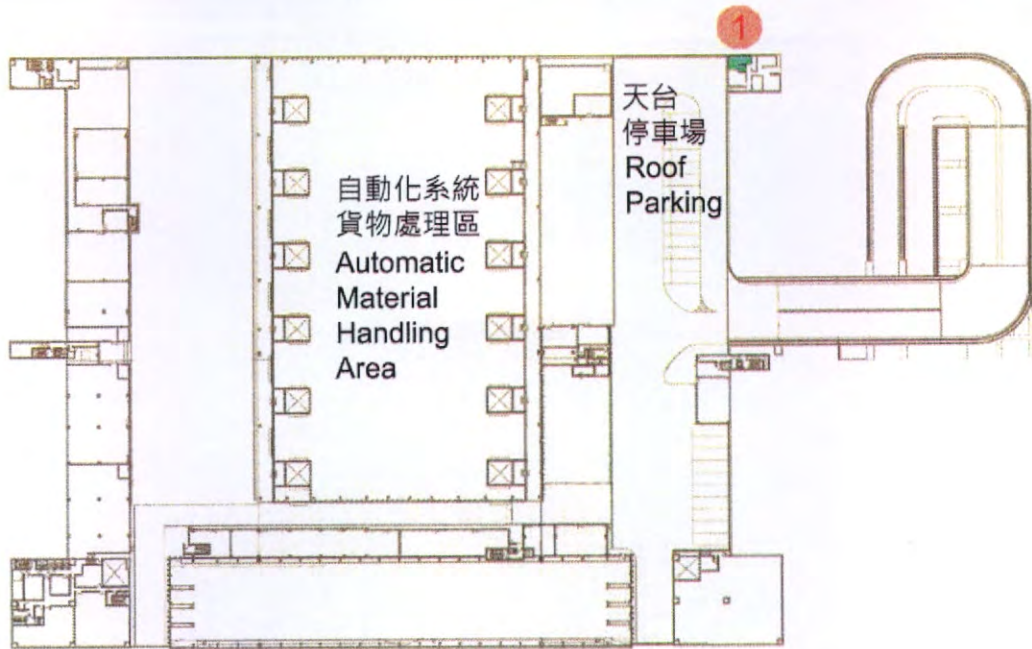 1
天台
停車場
Roof
Parking
自動化系統
貨物處理區
Automatic
Material
Handling
Area